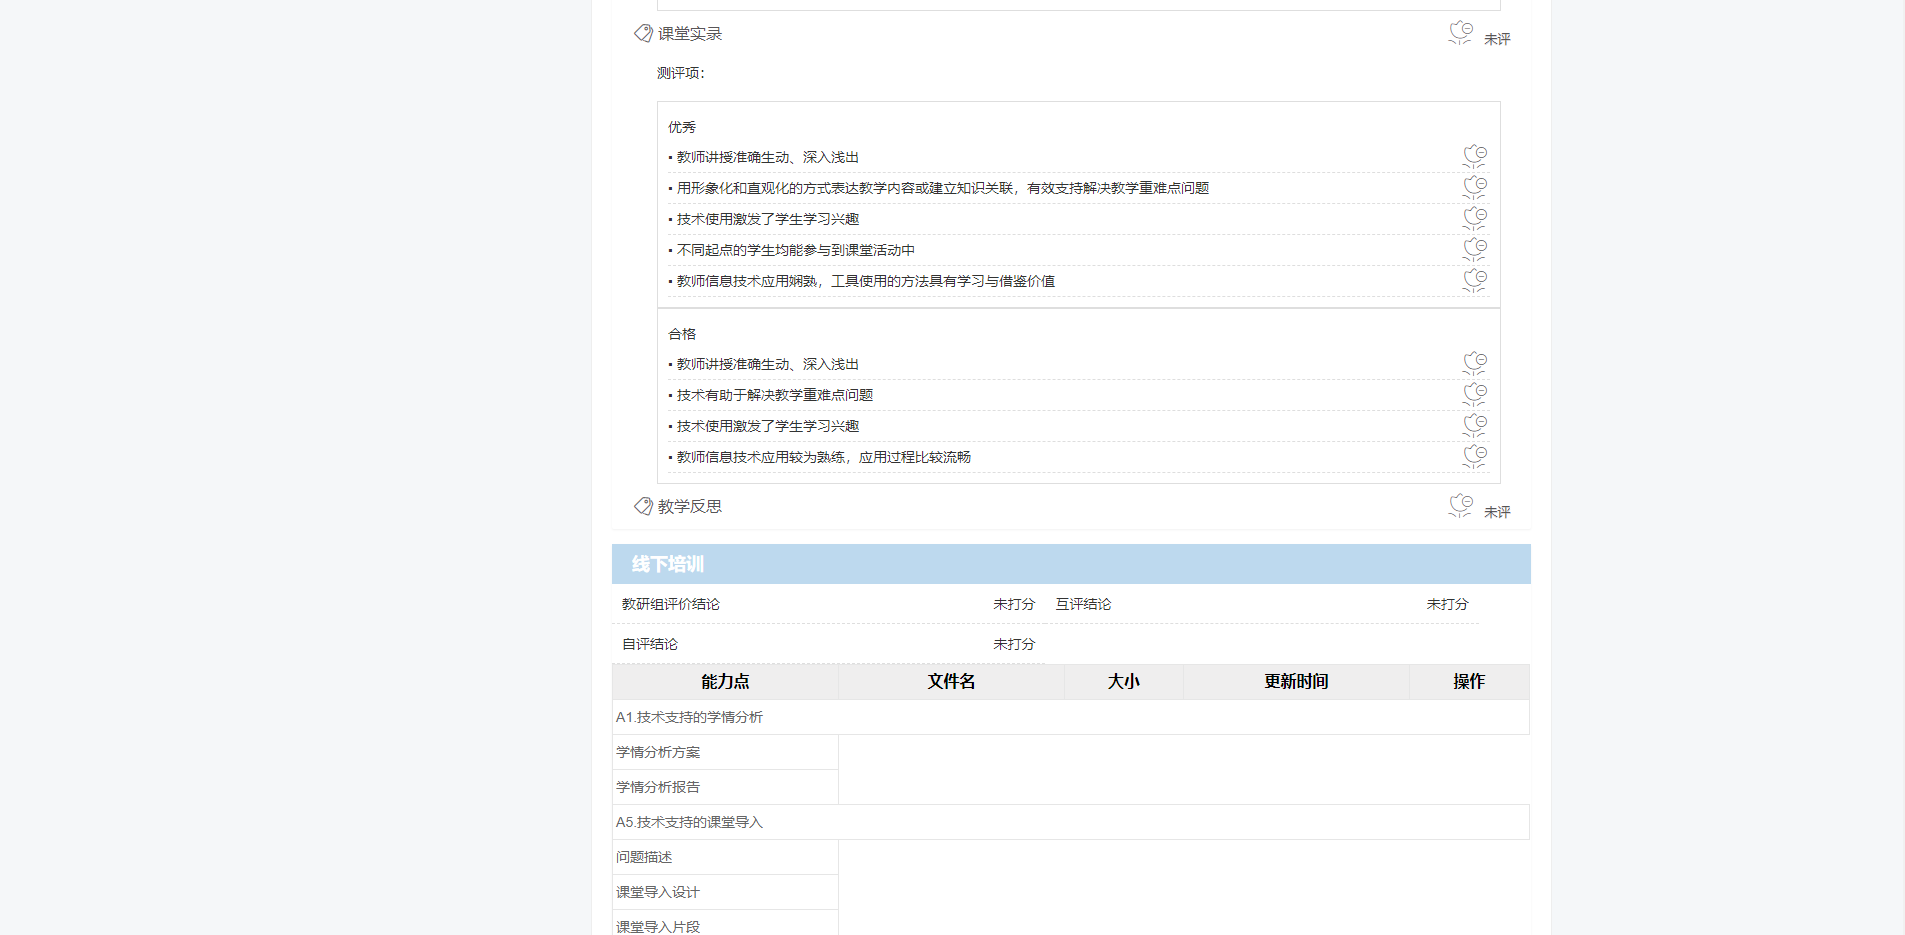 课堂实录
未评
测评项：
优秀
▪ 教师讲授准确生动、深入浅出
▪ 用形象化和直观化的方式表达教学内容或建立知识关联，有效支持解决教学重难点问题
▪ 技术使用激发了学生学习兴趣
▪ 不同起点的学生均能参与到课堂活动中
▪ 教师信息技术应用娴熟，工具使用的方法具有学习与借鉴价值
合格
▪ 教师讲授准确生动、深入浅出
▪ 技术有助于解决教学重难点问题
▪ 技术使用激发了学生学习兴趣
▪ 教师信息技术应用较为熟练，应用过程比较流畅
教学反思
未评
线下培训
教研组评价结论 未打分 互评结论 未打分
自评结论 未打分
能力点 文件名 大小 更新时间 操作
A1.技术支持的学情分析
学情分析方案
学情分析报告
A5.技术支持的课堂导入
问题描述
课堂导入设计
课堂导入片段